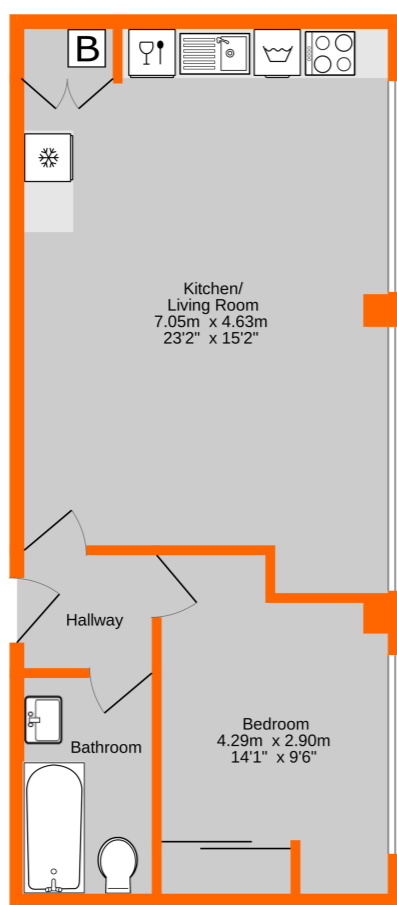 B
Kitchen/
Living Room
7.05m x 4.63m
23'2" x 15'2"
Hallway
Bedroom
4.29m x 2.90m
14'1" x 9'6"
Bathroom